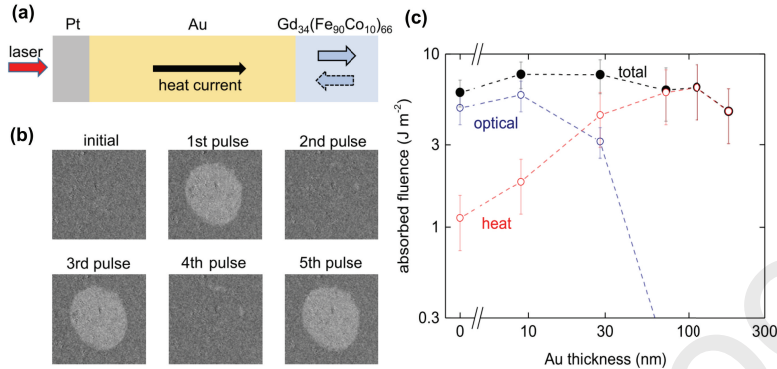 (a)
Pt
Au
Gd34(Fe90Co10)66
laser
heat current
(b)
initial
1st pulse
2nd pulse
3rd pulse
4th pulse
5th pulse
(c)
absorbed fluence (J m-2)
10
3
1
0.3
total
optical
heat
0
10
30
100
300
Au thickness (nm)